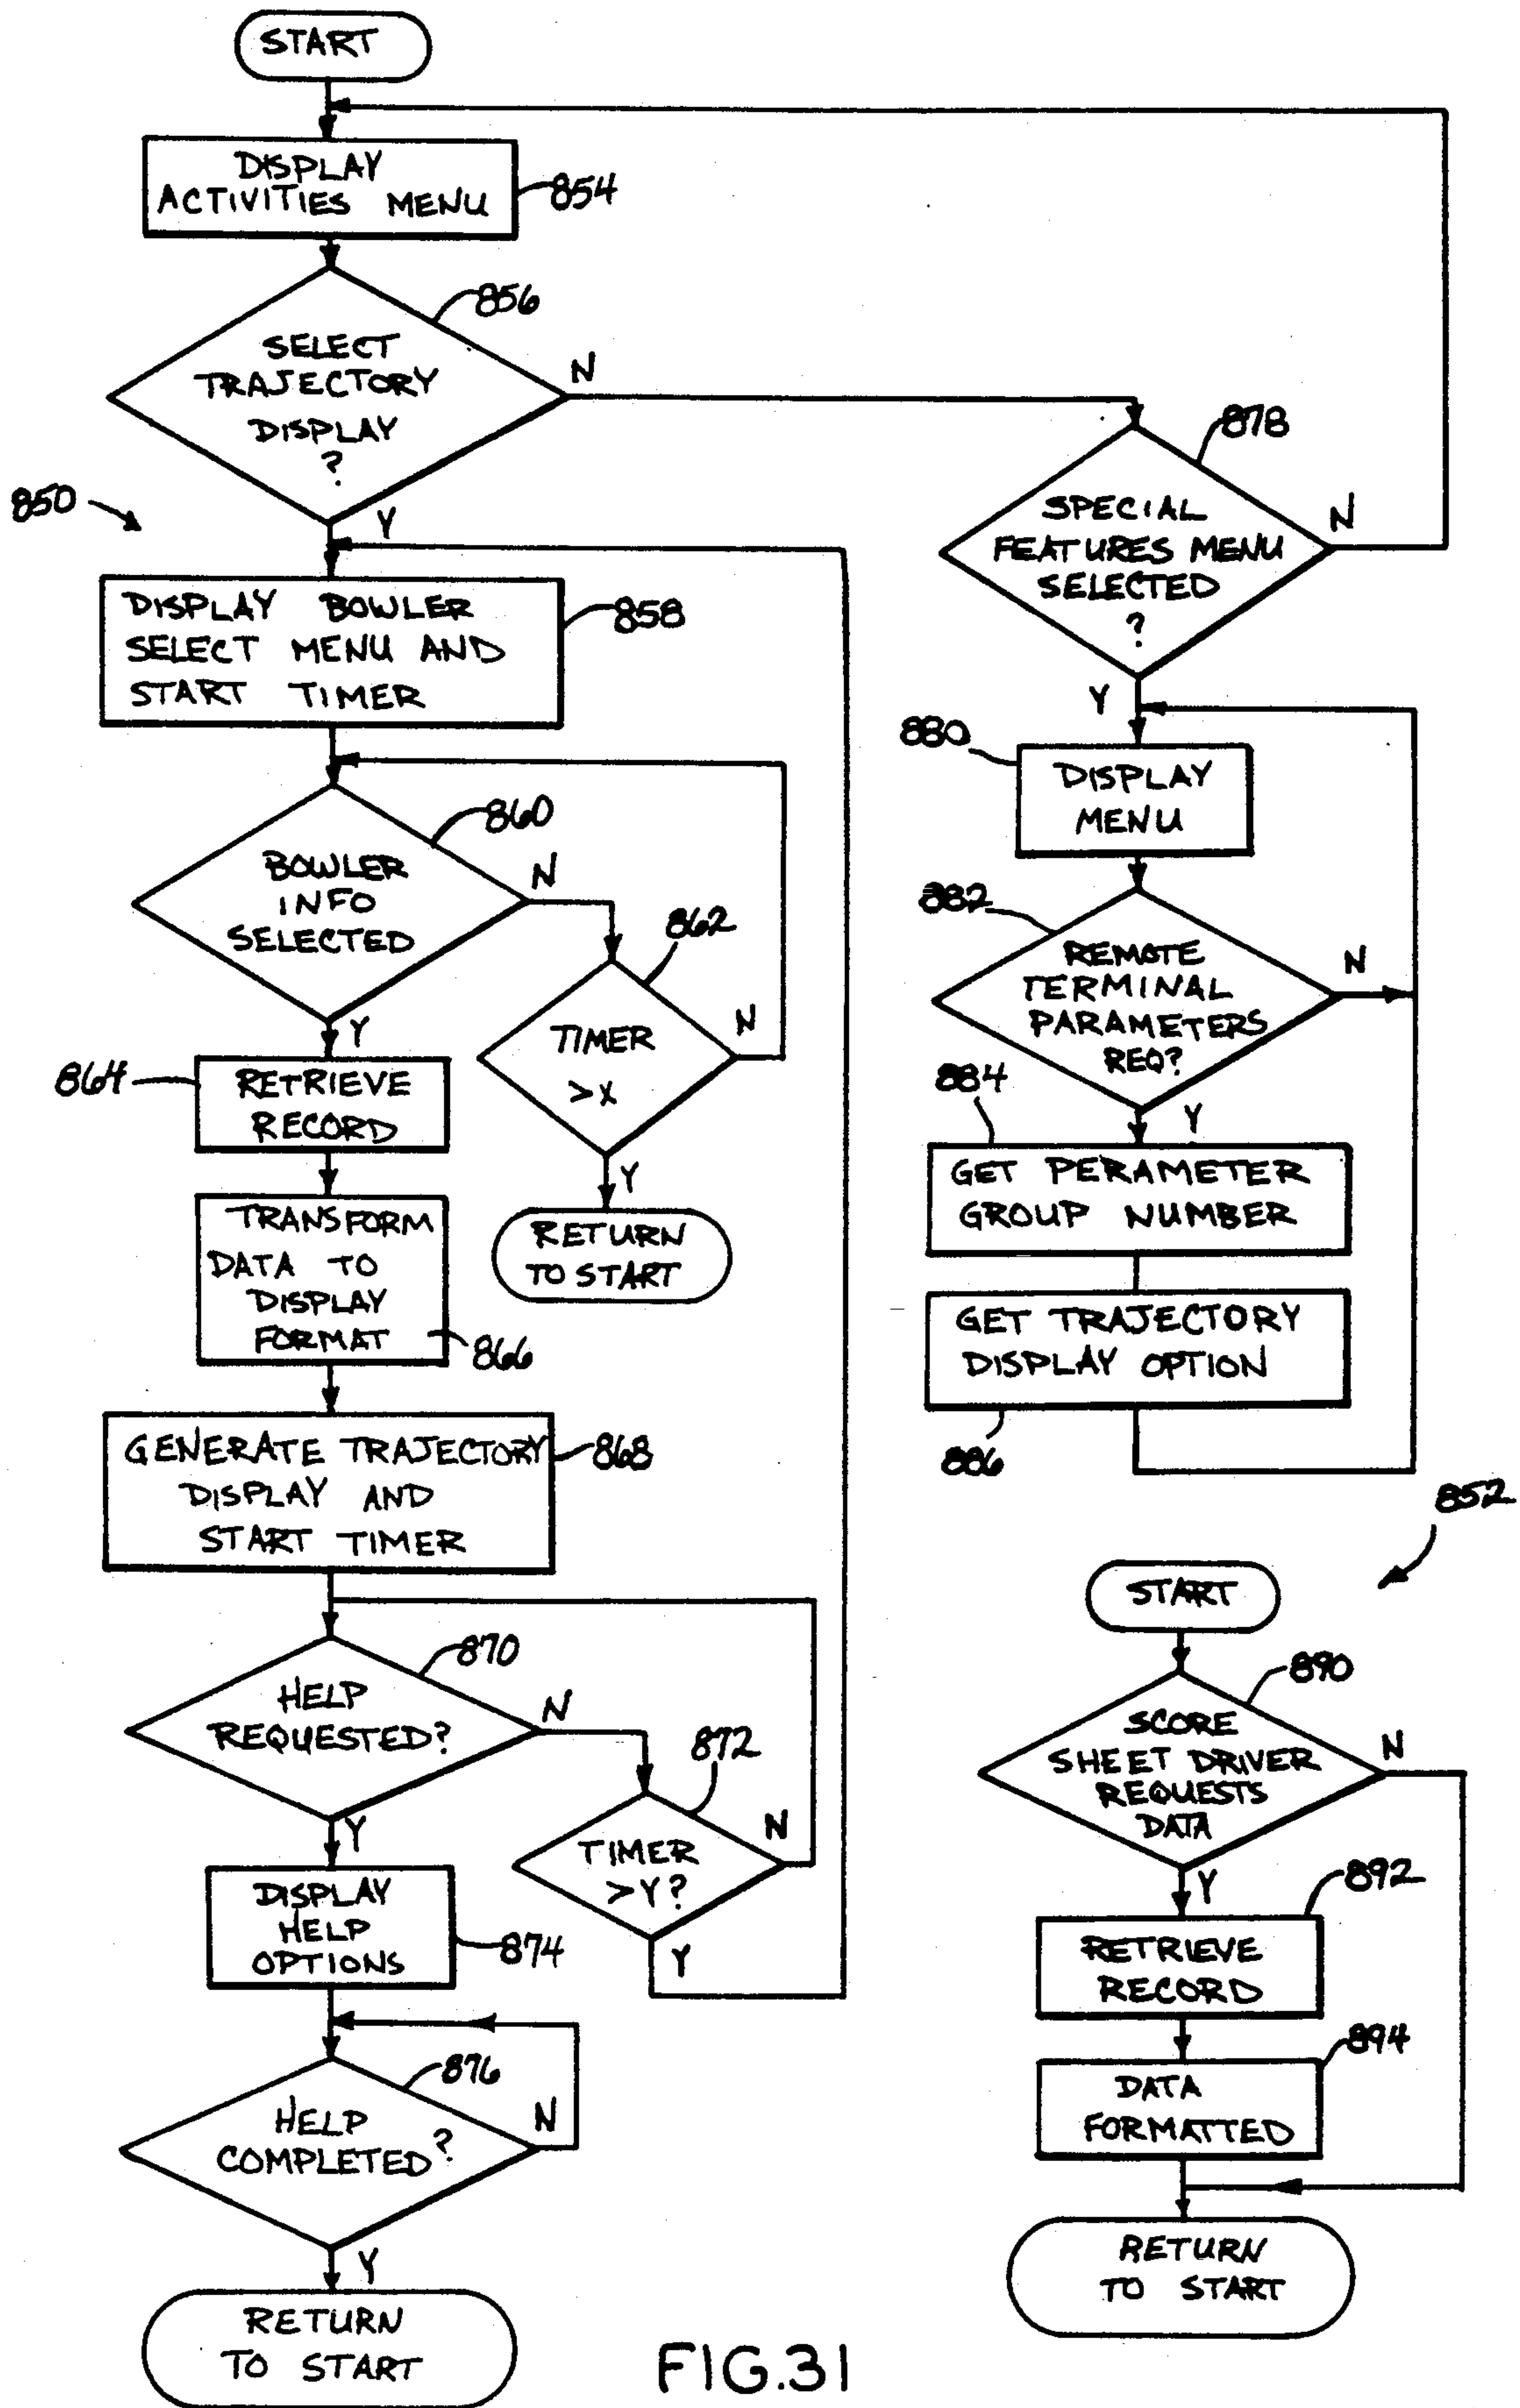 START
DISPLAY
ACTIVITIES MENU
854
856
SELECT
TRAJECTORY
DISPLAY
?
N
Y
850
878
SPECIAL
FEATURES MENU
SELECTED
?
N
Y
DISPLAY BOWLER
SELECT MENU AND
START TIMER
858
880
DISPLAY
MENU
860
BOWLER
INFO
SELECTED
N
Y
862
TIMER
>X
N
Y
RETURN
TO START
882
REMOTE
TERMINAL
PARAMETERS
REQ?
N
Y
864
RETRIEVE
RECORD
TRANSFORM
DATA TO
DISPLAY
FORMAT
866
884
GET PERAMETER
GROUP NUMBER
GET TRAJECTORY
DISPLAY OPTION
886
GENERATE TRAJECTORY
DISPLAY AND
START TIMER
868
870
HELP
REQUESTED?
N
Y
872
TIMER
>Y?
N
Y
DISPLAY
HELP
OPTIONS
874
876
HELP
COMPLETED?
N
Y
RETURN
TO START
852
START
890
SCORE
SHEET DRIVER
REQUESTS
DATA
N
Y
892
RETRIEVE
RECORD
894
DATA
FORMATTED
RETURN
TO START
FIG.31